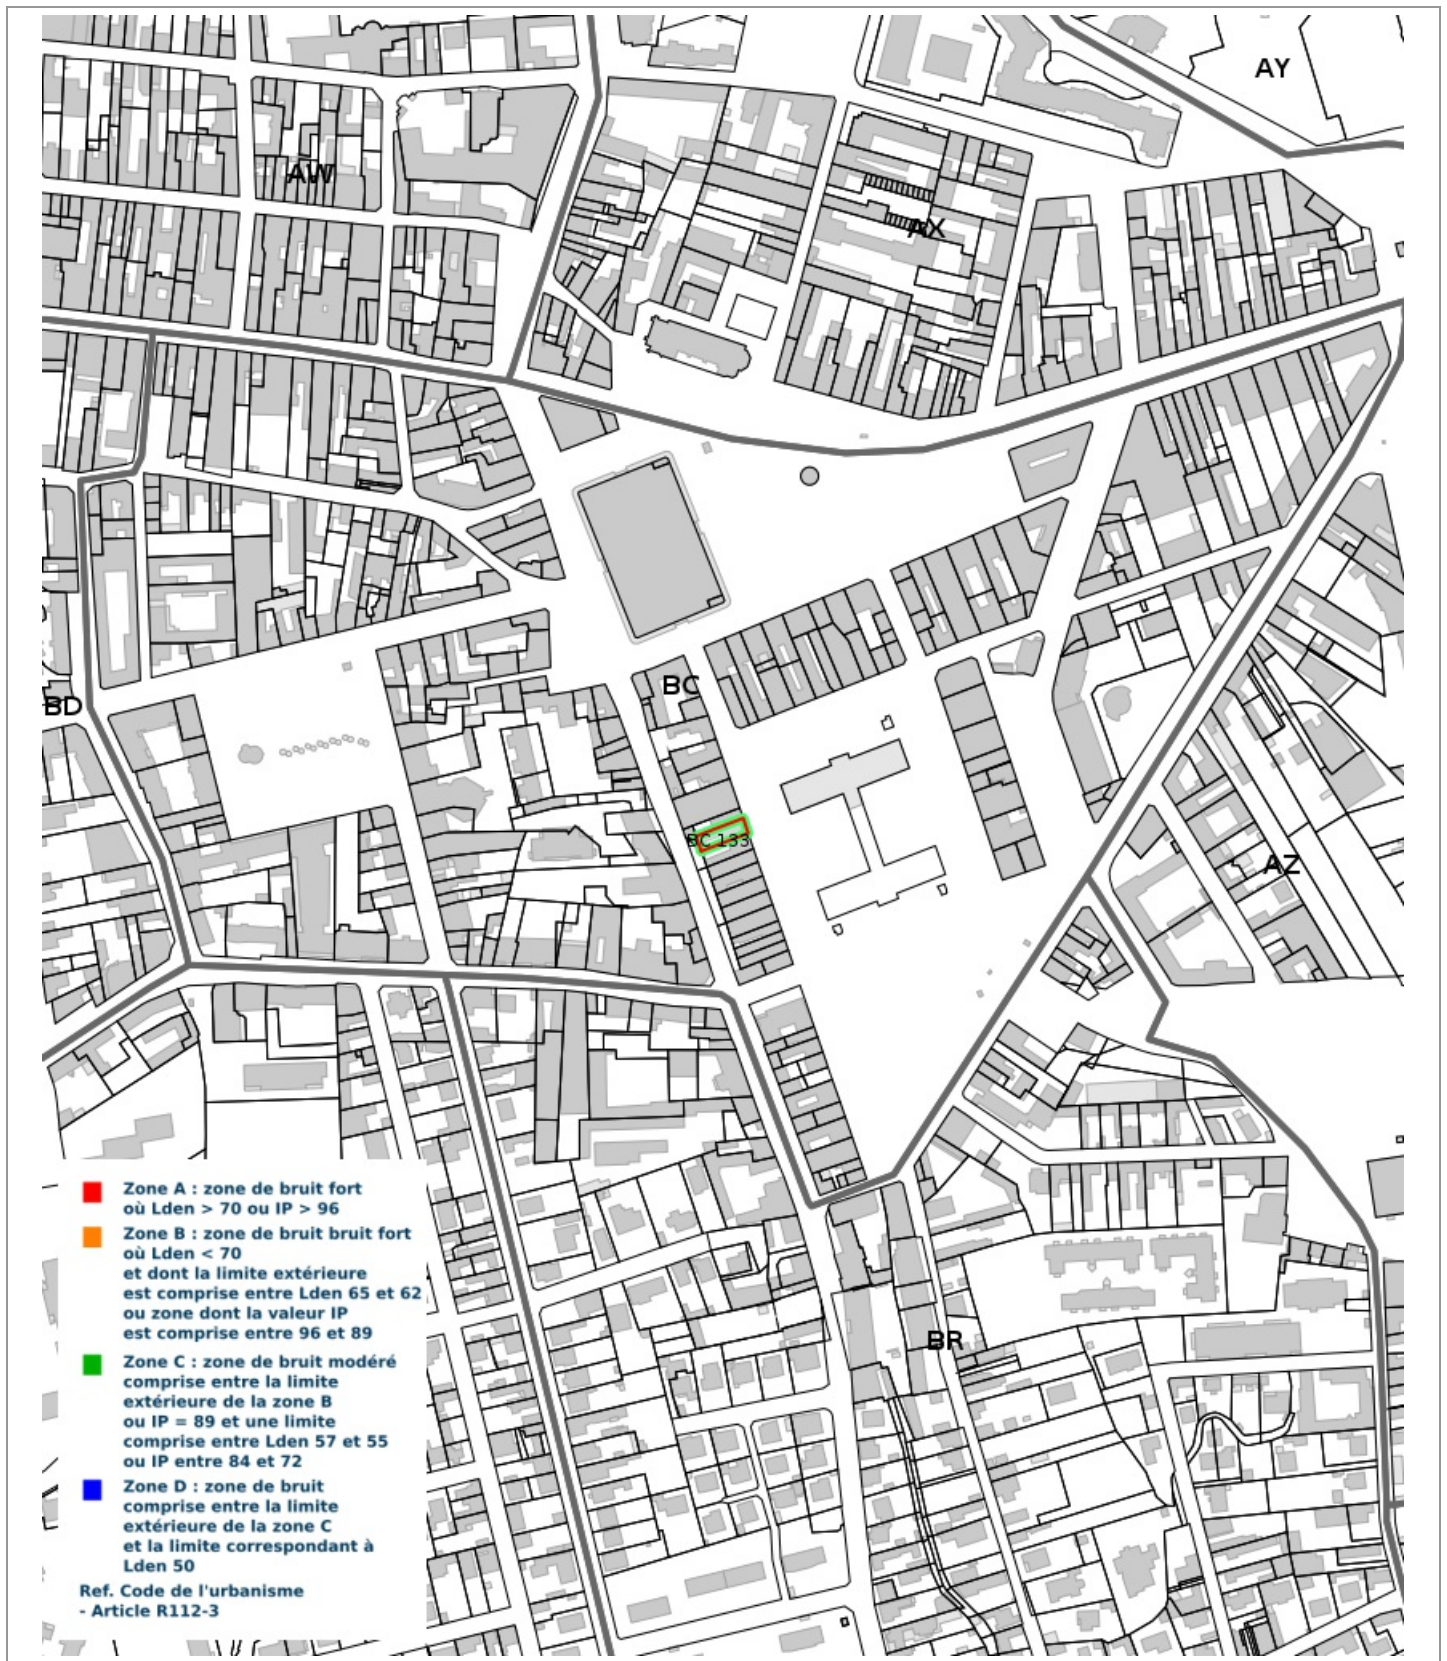 AY
AW
AX
BC
BD
BC 133
AZ
Zone A : zone de bruit fort
où Lden > 70 ou IP > 96
Zone B : zone de bruit bruit fort
où Lden < 70
et dont la limite extérieure
est comprise entre Lden 65 et 62
ou zone dont la valeur IP
est comprise entre 96 et 89
BR
Zone C : zone de bruit modéré
comprise entre la limite
extérieure de la zone B
ou IP = 89 et une limite
comprise entre Lden 57 et 55
ou IP entre 84 et 72
Zone D : zone de bruit
comprise entre la limite
extérieure de la zone C
et la limite correspondant à
Lden 50
Ref. Code de l'urbanisme
- Article R112-3